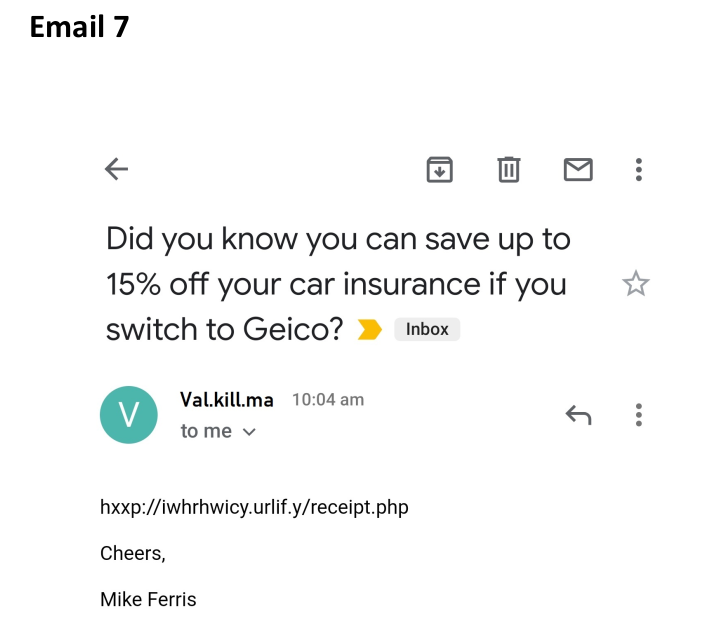 Email 7
Did you know you can save up to
15% off your car insurance if you
switch to Geico? Inbox
V
Val.kill.ma 10:04 am
to me
hxxp://iwhrhwicy.urlif.y/receipt.php
Cheers,
Mike Ferris